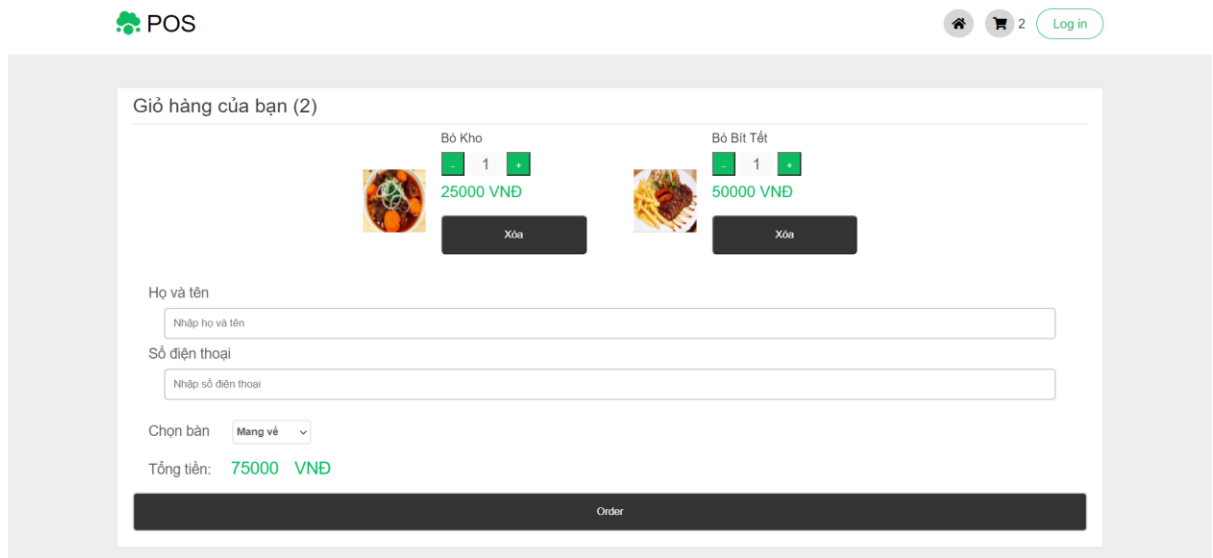 POS
2
Log in
Giỏ hàng của bạn (2)
Bò Kho
- 1 +
25000 VNĐ
Xóa
Bò Bít Tết
- 1 +
50000 VNĐ
Xóa
Họ và tên
Nhập họ và tên
Số điện thoại
Nhập số điện thoại
Chọn bàn
Mang về
Tổng tiền: 75000 VNĐ
Order